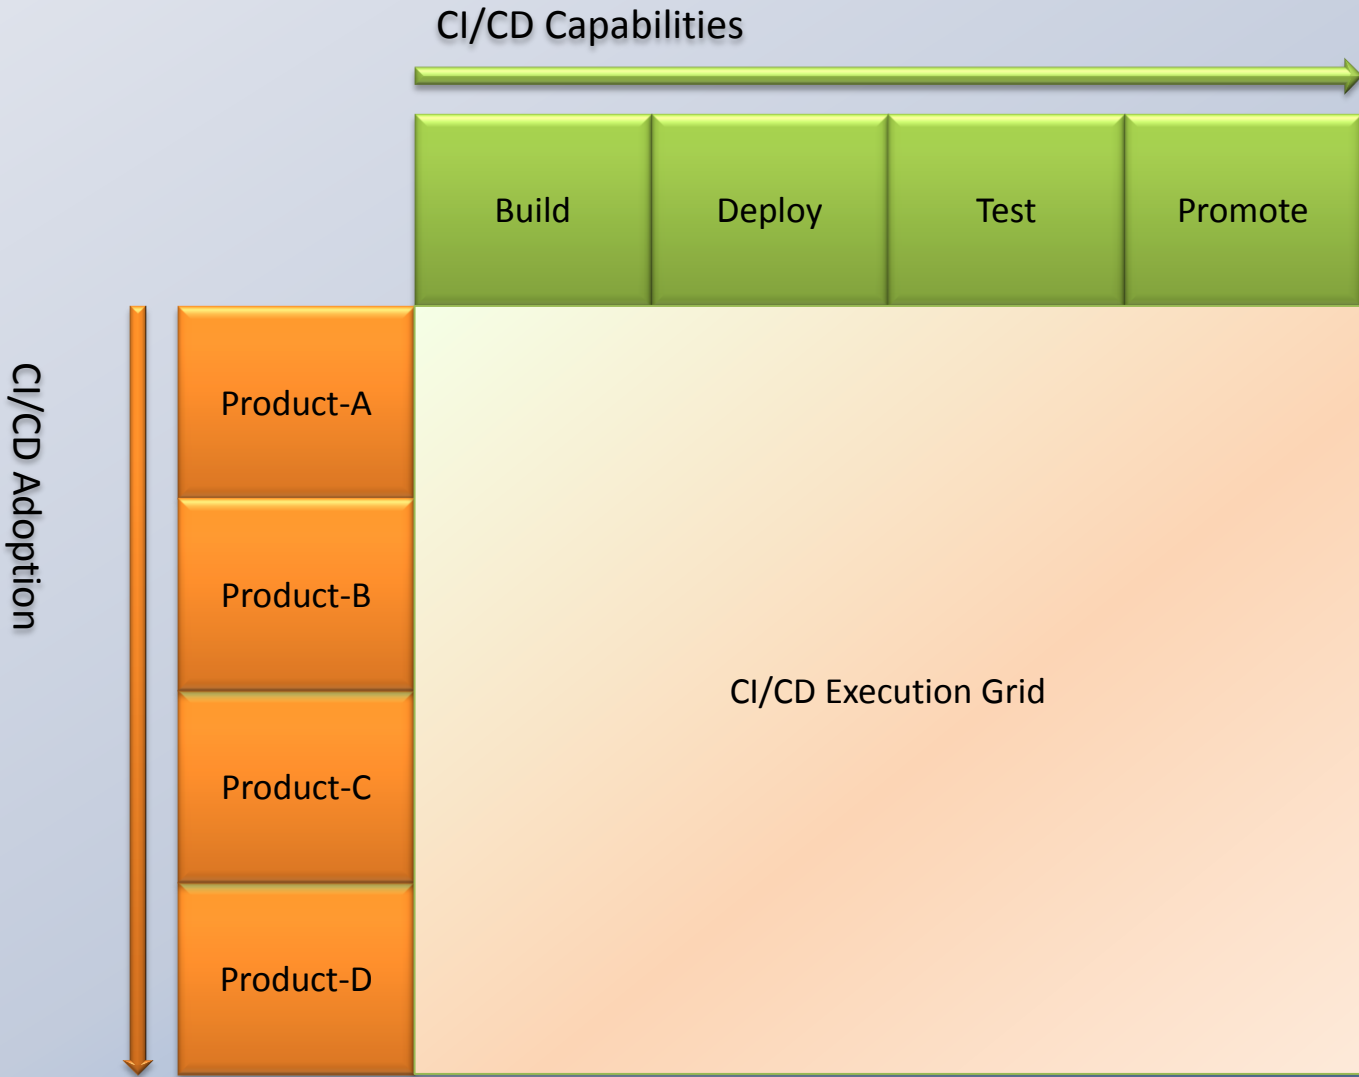 CI/CD Capabilities
Build
Deploy
Test
Promote
CI/CD Adoption
Product-A
Product-B
Product-C
Product-D
CI/CD Execution Grid